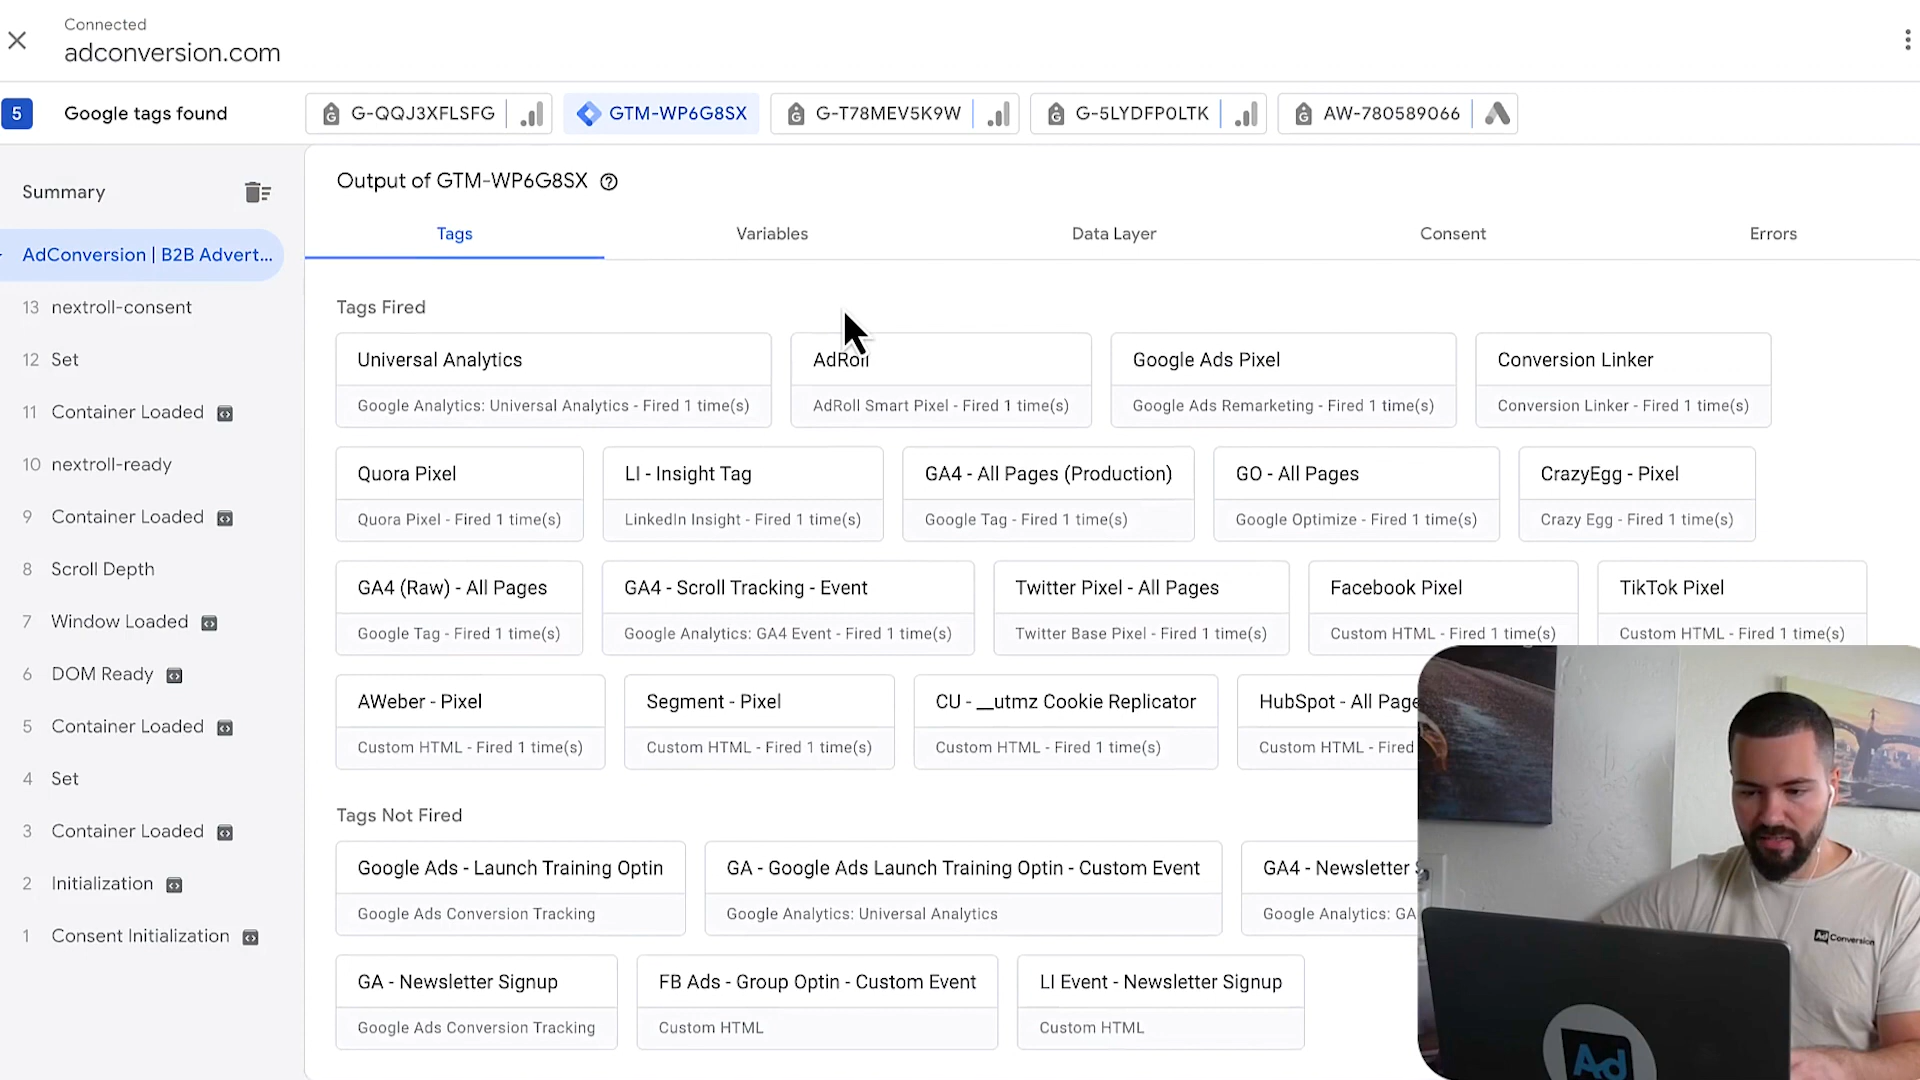 Connected
adconversion.com
5 Google tags found G-QQJ3XFLSFG GTM-WP6G8SX G-T78MEV5K9W G-5LYDFP0LTK AW-780589066
Summary
AdConversion | B2B Advert...
13 nextroll-consent
12 Set
11 Container Loaded
10 nextroll-ready
9 Container Loaded
8 Scroll Depth
7 Window Loaded
6 DOM Ready
5 Container Loaded
4 Set
3 Container Loaded
2 Initialization
1 Consent Initialization
Output of GTM-WP6G8SX
Tags Variables Data Layer Consent Errors
Tags Fired
Universal Analytics
Google Analytics: Universal Analytics - Fired 1 time(s)
AdRoll
AdRoll Smart Pixel - Fired 1 time(s)
Google Ads Pixel
Google Ads Remarketing - Fired 1 time(s)
Conversion Linker
Conversion Linker - Fired 1 time(s)
Quora Pixel
Quora Pixel - Fired 1 time(s)
LI - Insight Tag
LinkedIn Insight - Fired 1 time(s)
GA4 - All Pages (Production)
Google Tag - Fired 1 time(s)
GO - All Pages
Google Optimize - Fired 1 time(s)
CrazyEgg - Pixel
Crazy Egg - Fired 1 time(s)
GA4 (Raw) - All Pages
Google Tag - Fired 1 time(s)
GA4 - Scroll Tracking - Event
Google Analytics: GA4 Event - Fired 1 time(s)
Twitter Pixel - All Pages
Twitter Base Pixel - Fired 1 time(s)
Facebook Pixel
Custom HTML - Fired 1 time(s)
TikTok Pixel
Custom HTML - Fired 1 time(s)
AWeber - Pixel
Custom HTML - Fired 1 time(s)
Segment - Pixel
Custom HTML - Fired 1 time(s)
CU - __utmz Cookie Replicator
Custom HTML - Fired 1 time(s)
HubSpot - All Page
Custom HTML - Fired
Tags Not Fired
Google Ads - Launch Training Optin
Google Ads Conversion Tracking
GA - Google Ads Launch Training Optin - Custom Event
Google Analytics: Universal Analytics
GA4 - Newsletter
Google Analytics: GA
GA - Newsletter Signup
Google Ads Conversion Tracking
FB Ads - Group Optin - Custom Event
Custom HTML
LI Event - Newsletter Signup
Custom HTML
AdConversion
Ad